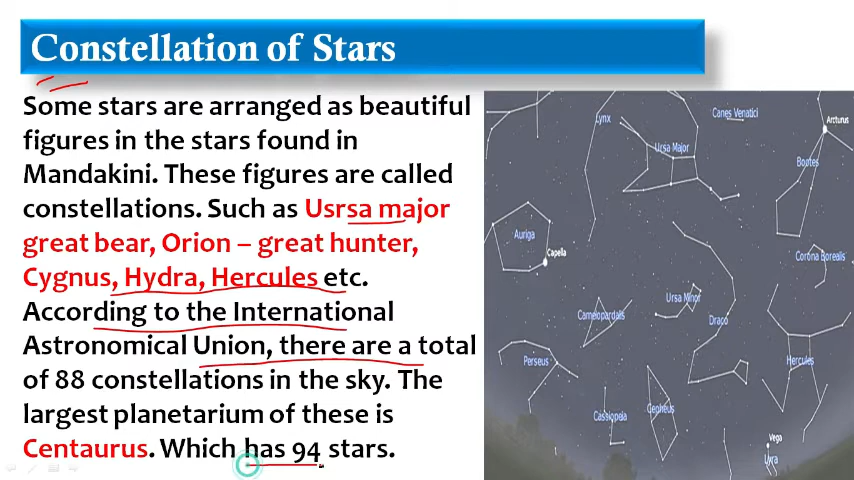 Constellation of Stars
Some stars are arranged as beautiful
figures in the stars found in
Mandakini. These figures are called
constellations. Such as Usrsa major
great bear, Orion – great hunter,
Cygnus, Hydra, Hercules etc.
According to the International
Astronomical Union, there are a total
of 88 constellations in the sky. The
largest planetarium of these is
Centaurus. Which has 94 stars.
Lynx
Canes Venatici
Arcturus
Ursa Major
Bootes
Auriga
Capella
Corona Borealis
Ursa Minor
Camelopardalis
Draco
Perseus
Hercules
Cassiopeia
Cepheus
Vega
Lyra